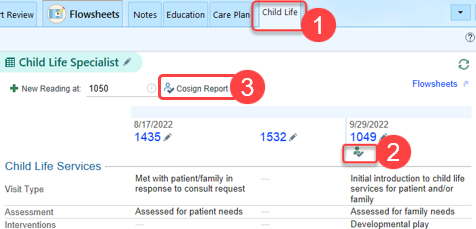 rt Review Flowsheets Notes Education Care Plan Child Life
1
Child Life Specialist
New Reading at: 1050 Cosign Report 3 Flowsheets
8/17/2022 9/29/2022
1435 1532 1049
2
Child Life Services
Visit Type Met with patient/family in — Initial introduction to child life
response to consult request services for patient and/or
family
Assessment Assessed for patient needs — Assessed for family needs
Interventions — Developmental play